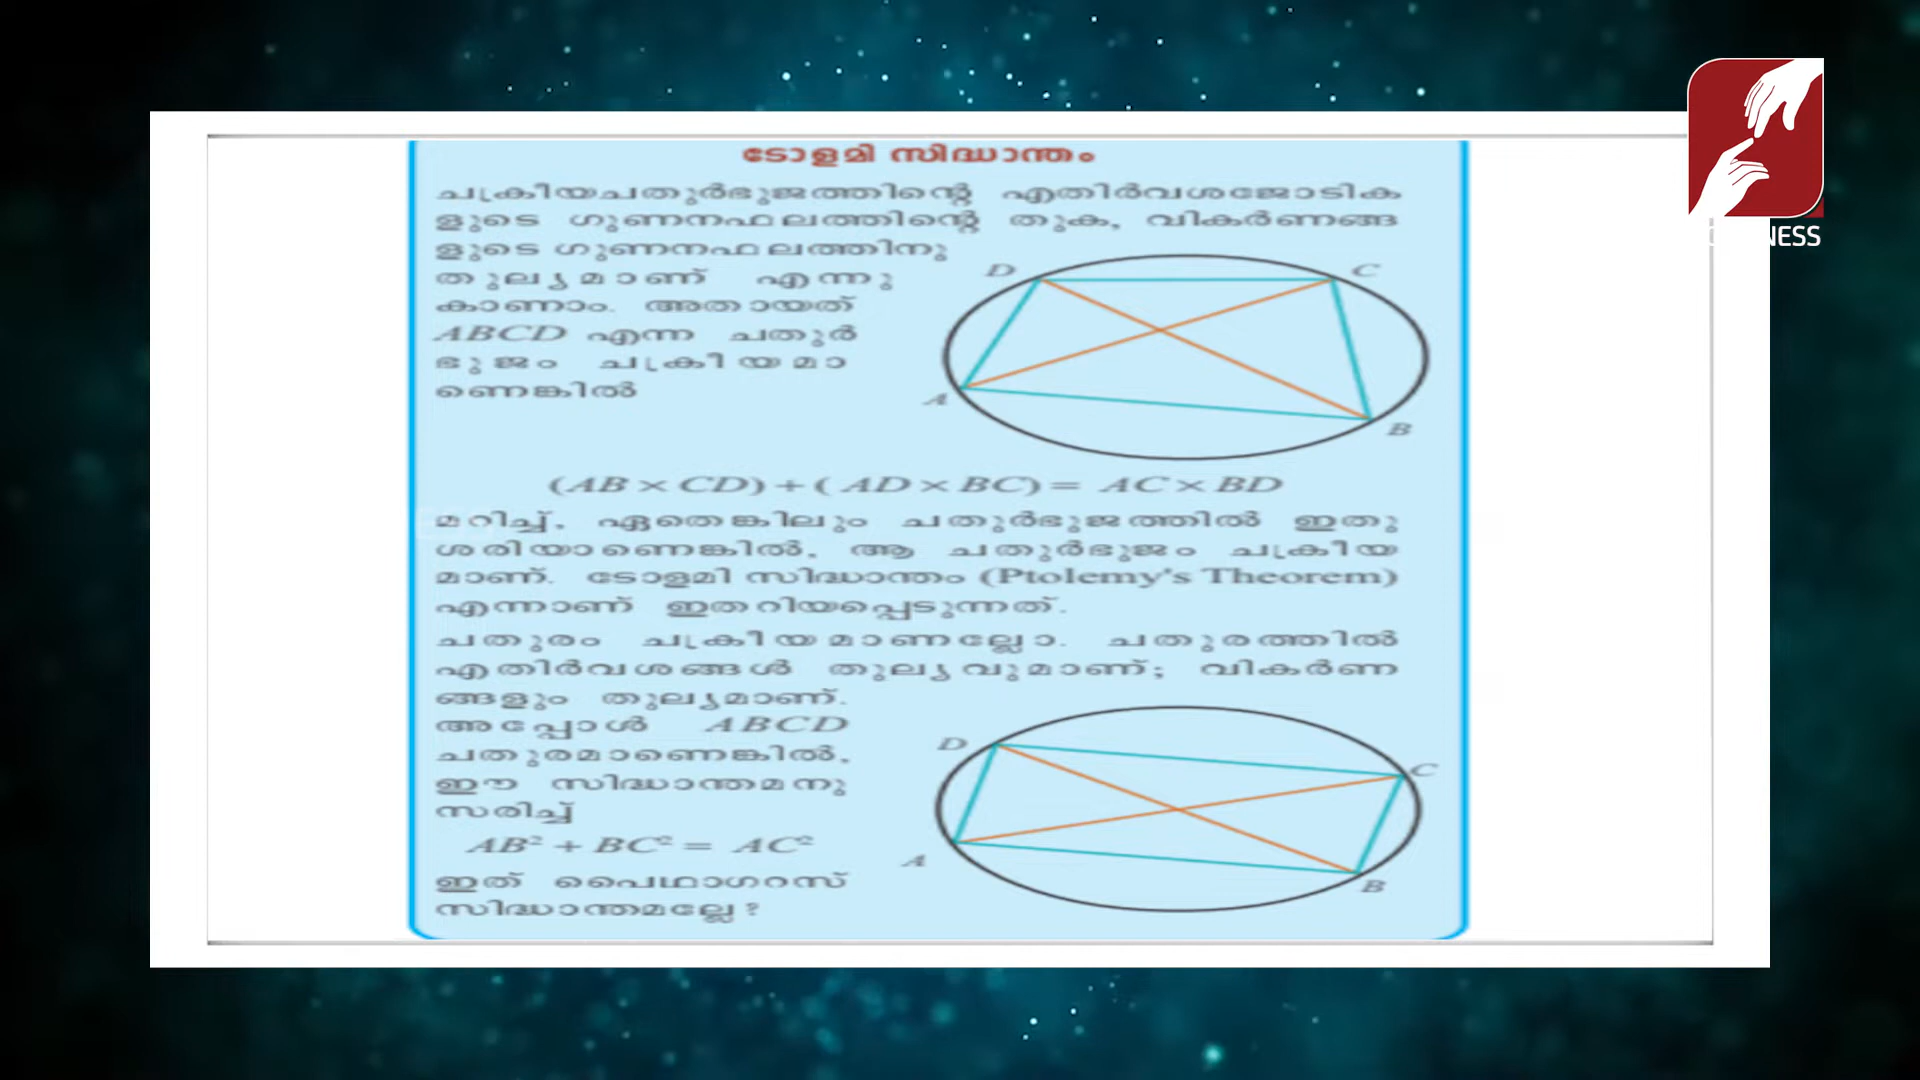 ടോളമി സിദ്ധാന്തം
ചക്രീയചതുർഭുജത്തിന്റെ എതിർവശജോടിക
ളുടെ ഗുണനഫലത്തിന്റെ തുക, വികർണങ്ങ
ളുടെ ഗുണനഫലത്തിനു
തുല്യമാണ് എന്നു
കാണാം. അതായത്
ABCD എന്ന ചതുർ
ഭുജം ചക്രീയമാ
ണെങ്കിൽ
D
C
A
B
(AB × CD) + ( AD × BC) = AC × BD
മറിച്ച്, ഏതെങ്കിലും ചതുർഭുജത്തിൽ ഇതു
ശരിയാണെങ്കിൽ, ആ ചതുർഭുജം ചക്രീയ
മാണ്. ടോളമി സിദ്ധാന്തം (Ptolemy's Theorem)
എന്നാണ് ഇതറിയപ്പെടുന്നത്.
ചതുരം ചക്രീയമാണല്ലോ. ചതുരത്തിൽ
എതിർവശങ്ങൾ തുല്യവുമാണ്; വികർണ
ങ്ങളും തുല്യമാണ്.
അപ്പോൾ ABCD
ചതുരമാണെങ്കിൽ,
ഈ സിദ്ധാന്തമനു
സരിച്ച്
AB² + BC² = AC²
ഇത് പൈഥാഗറസ്
സിദ്ധാന്തമല്ലേ?
D
C
A
B
NESS